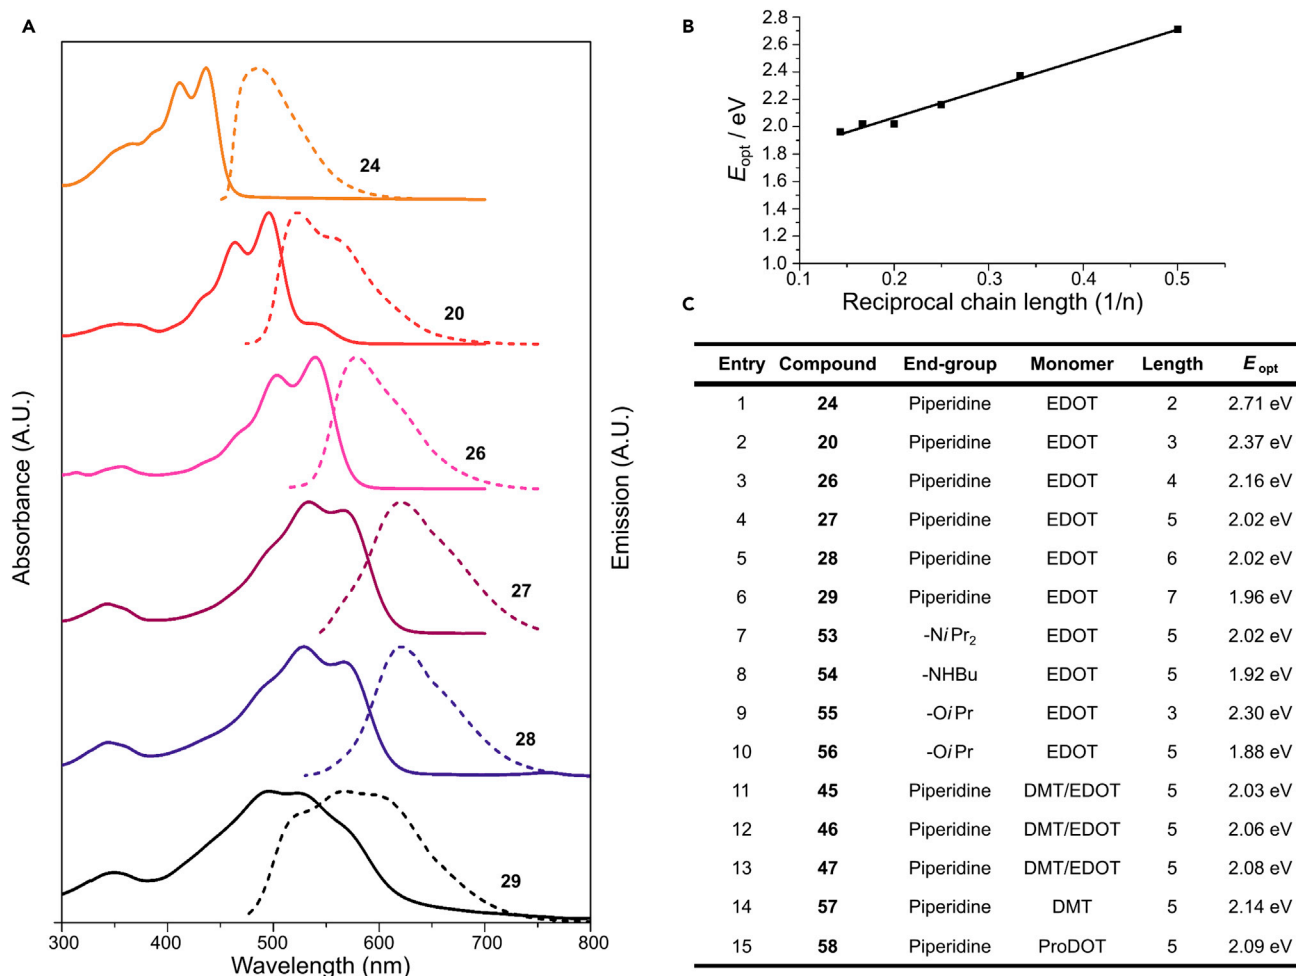 A
24
20
26
27
28
29
Absorbance (A.U.)
Emission (A.U.)
300 400 500 600 700 800
Wavelength (nm)
B
2.8
2.6
2.4
2.2
2.0
1.8
1.6
1.4
1.2
1.0
E opt / eV
0.1 0.2 0.3 0.4 0.5
Reciprocal chain length (1/n)
C
Entry Compound End-group Monomer Length E opt
1 24 Piperidine EDOT 2 2.71 eV
2 20 Piperidine EDOT 3 2.37 eV
3 26 Piperidine EDOT 4 2.16 eV
4 27 Piperidine EDOT 5 2.02 eV
5 28 Piperidine EDOT 6 2.02 eV
6 29 Piperidine EDOT 7 1.96 eV
7 53 -NiPr2 EDOT 5 2.02 eV
8 54 -NHBu EDOT 5 1.92 eV
9 55 -OiPr EDOT 3 2.30 eV
10 56 -OiPr EDOT 5 1.88 eV
11 45 Piperidine DMT/EDOT 5 2.03 eV
12 46 Piperidine DMT/EDOT 5 2.06 eV
13 47 Piperidine DMT/EDOT 5 2.08 eV
14 57 Piperidine DMT 5 2.14 eV
15 58 Piperidine ProDOT 5 2.09 eV